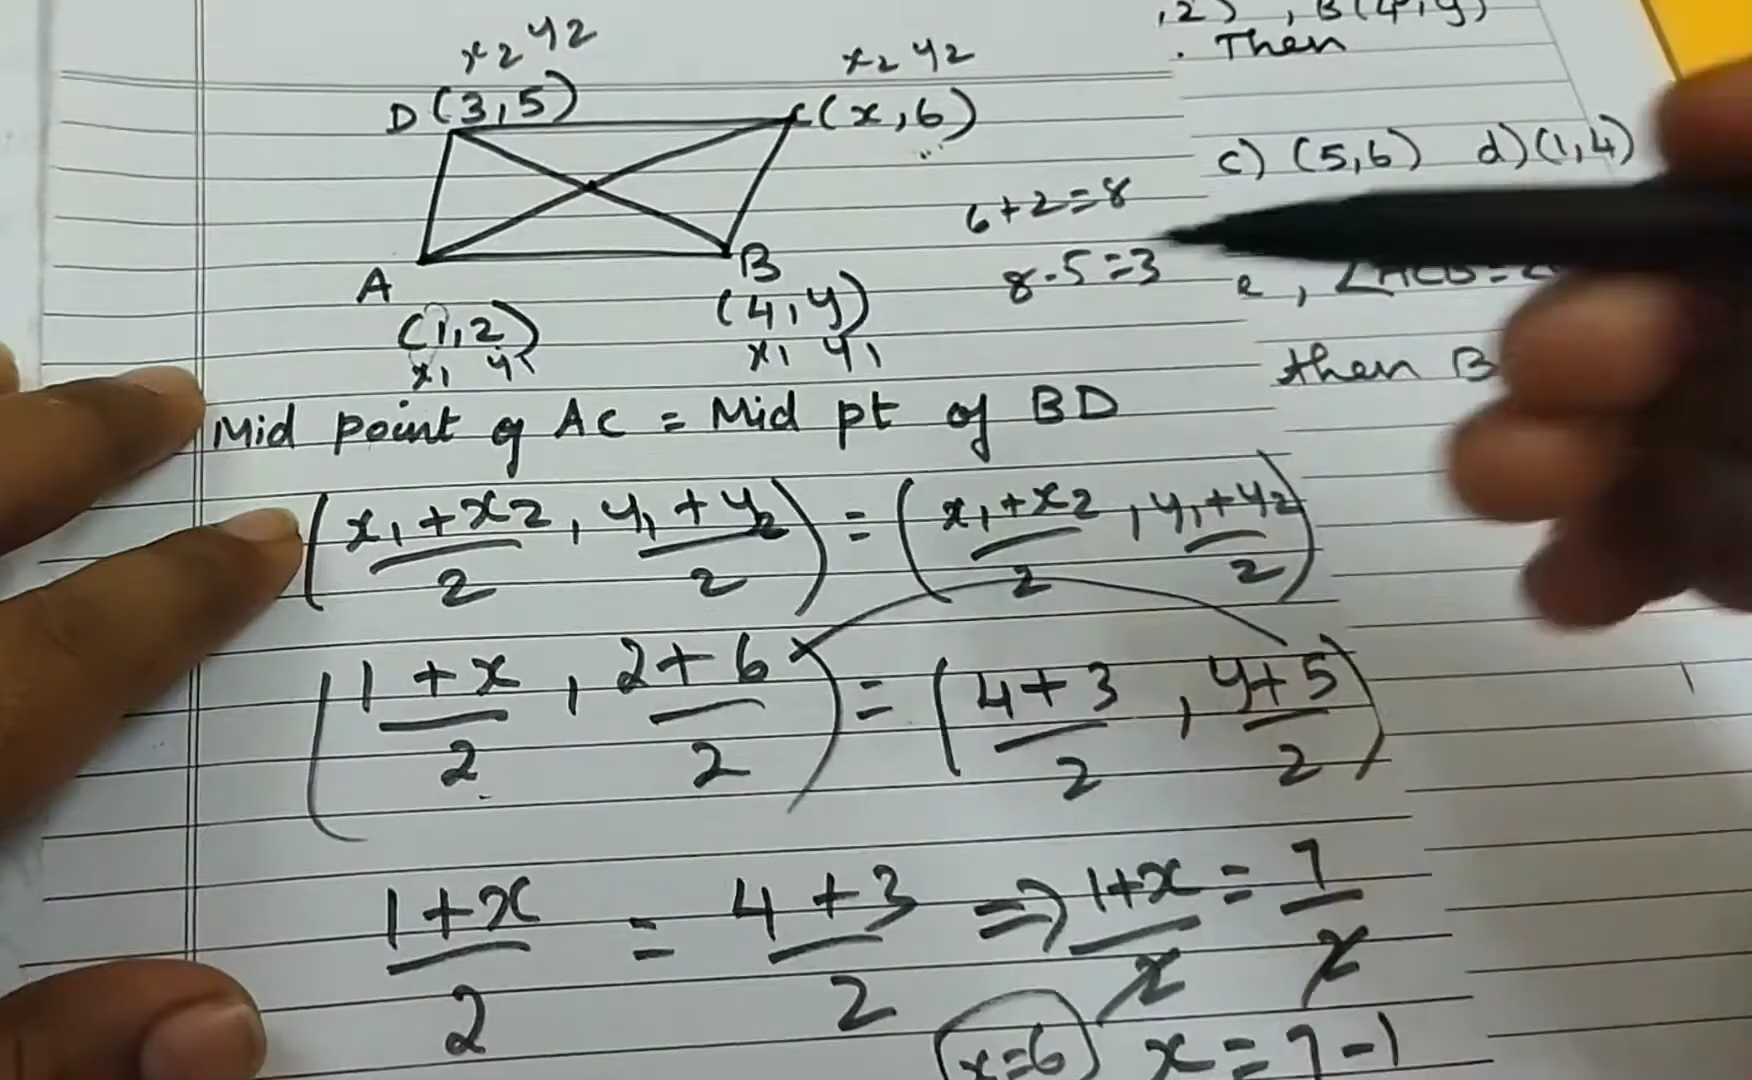 ,2) , B(4,y)
. Then
x2 y2
x2 y2
D (3,5)
C(x,6)
c) (5,6) d) (1,4)
6+2=8
8-5=3
A
B
(1,2)
(4,y)
x1 y1
x1 y1
then B
Mid point of AC = Mid pt of BD
(x1+x2/2, y1+y2/2) = (x1+x2/2, y1+y2/2)
(1+x/2, 2+6/2) = (4+3/2, y+5/2)
1+x/2 = 4+3/2 ⇒ 1+x/2 = 7/2
x=6 x=7-1